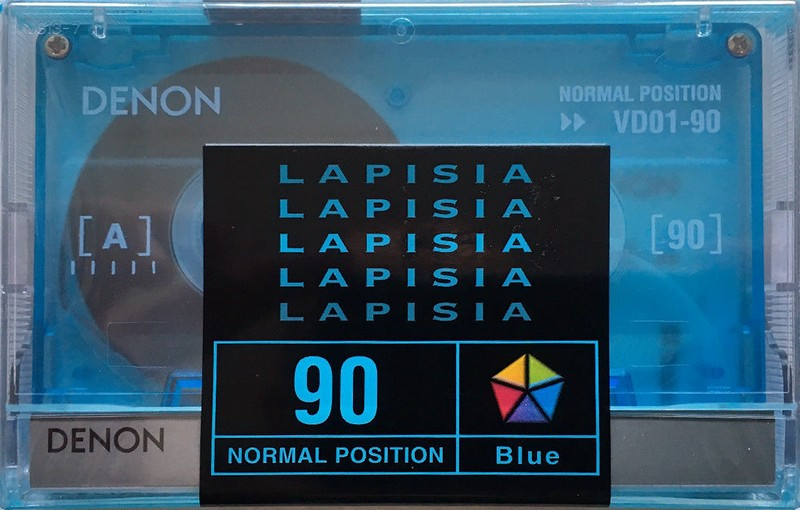 DENON
NORMAL POSITION
VD01-90
[A]
[90]
LAPISIA
LAPISIA
LAPISIA
LAPISIA
LAPISIA
90
NORMAL POSITION
Blue
DENON